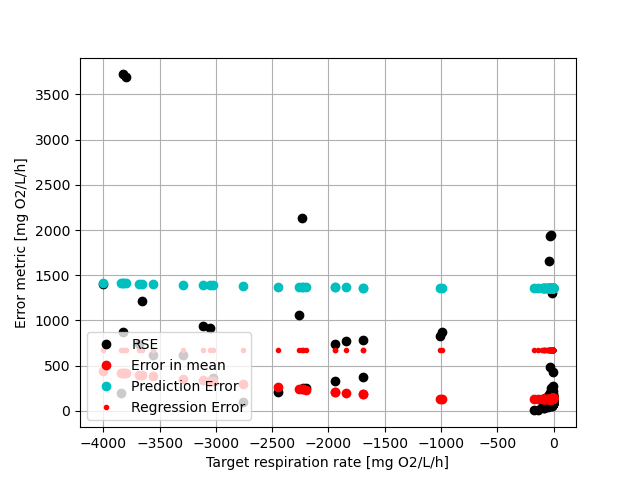 3500
3000
2500
2000
1500
1000
500
0
Error metric [mg O2/L/h]
RSE
Error in mean
Prediction Error
Regression Error
−4000 −3500 −3000 −2500 −2000 −1500 −1000 −500 0
Target respiration rate [mg O2/L/h]